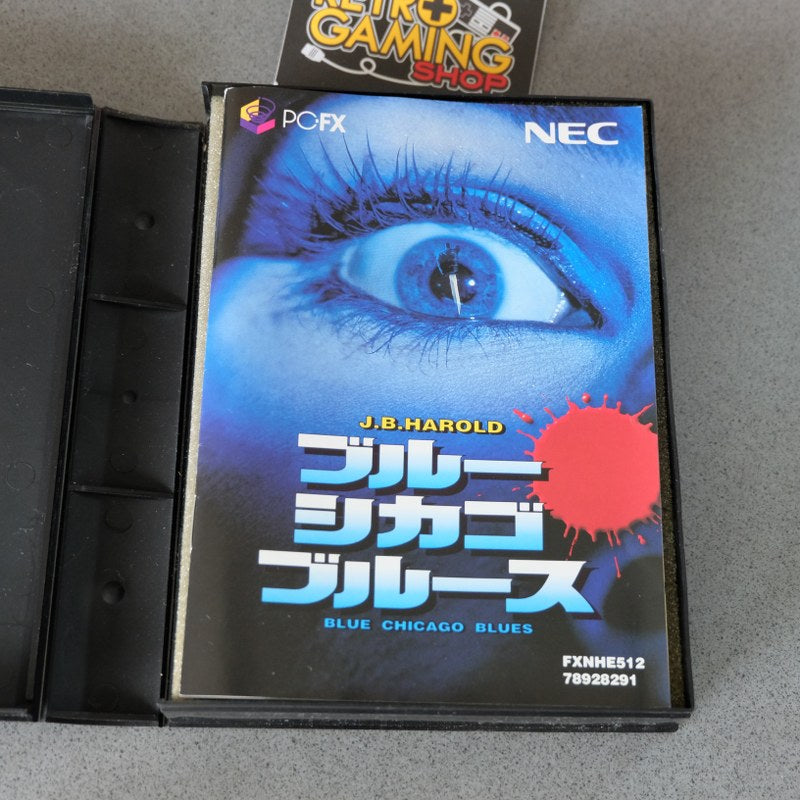 RETRO
GAMING
SHOP
PC-FX
NEC
J.B.HAROLD
ブルー
シカゴ
ブルース
BLUE CHICAGO BLUES
FXNHE512
78928291